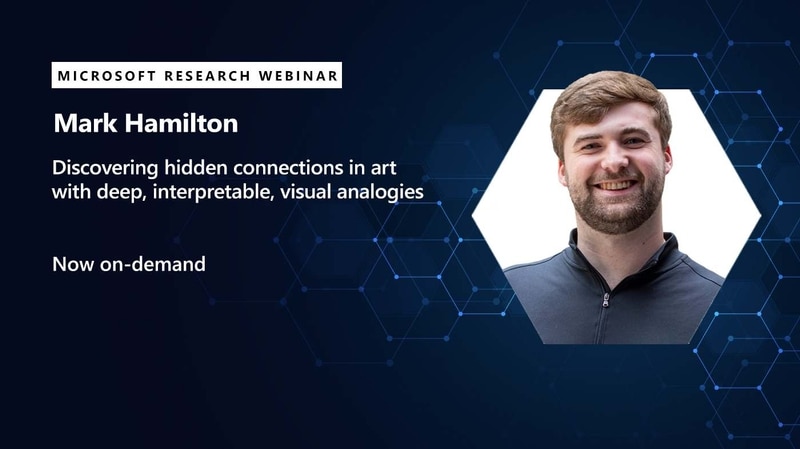 MICROSOFT RESEARCH WEBINAR
Mark Hamilton
Discovering hidden connections in art
with deep, interpretable, visual analogies
Now on-demand